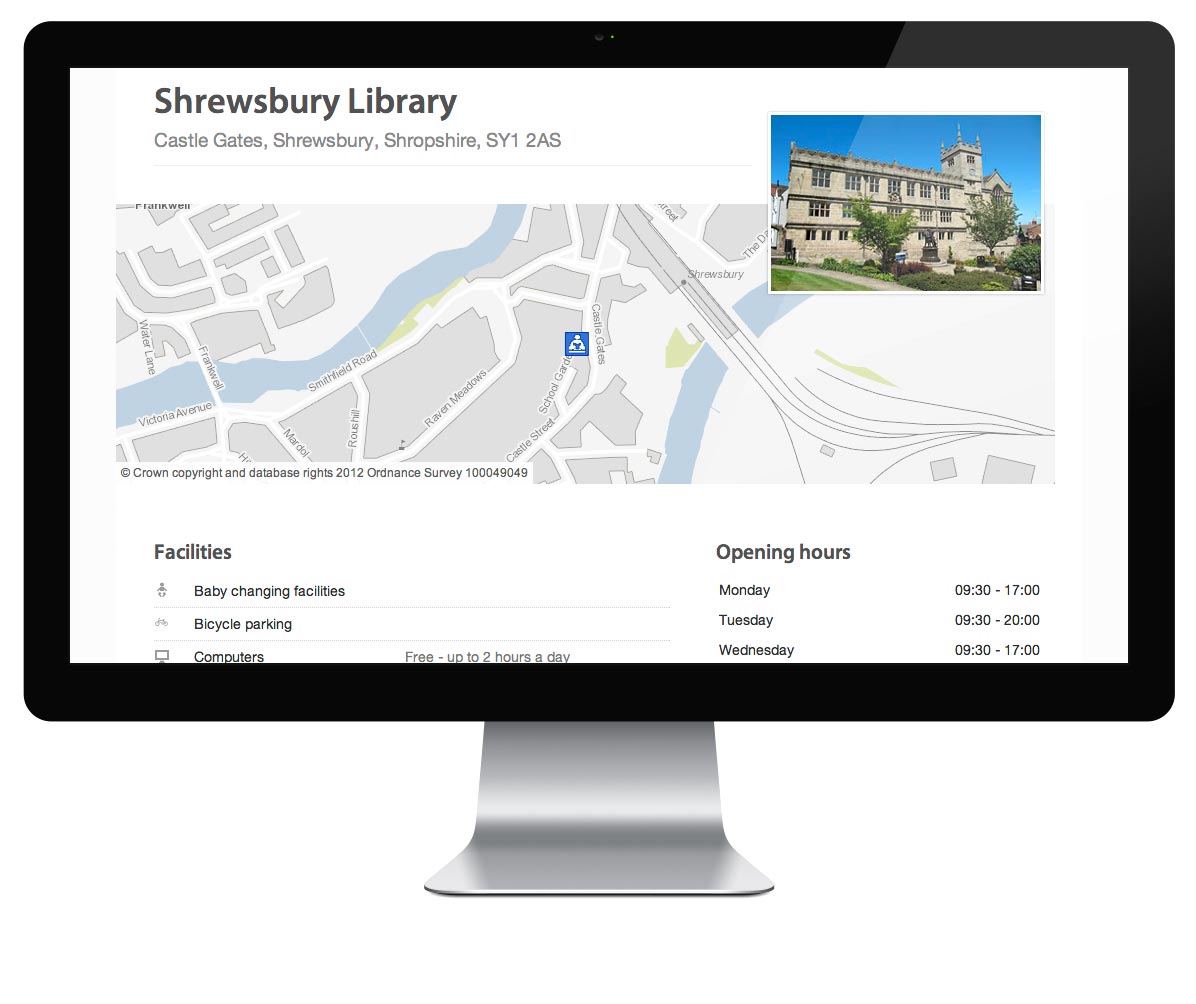 Shrewsbury Library
Castle Gates, Shrewsbury, Shropshire, SY1 2AS
Frankwell
Street
The Da
Shrewsbury
Castle Gates
Water Lane
Frankwell
Smithfield Road
School Garde
Raven Meadows
Victoria Avenue
Roushill
Mardol
Castle Street
Hi
© Crown copyright and database rights 2012 Ordnance Survey 100049049
Facilities
Baby changing facilities
Bicycle parking
Computers Free - up to 2 hours a day
Opening hours
Monday 09:30 - 17:00
Tuesday 09:30 - 20:00
Wednesday 09:30 - 17:00